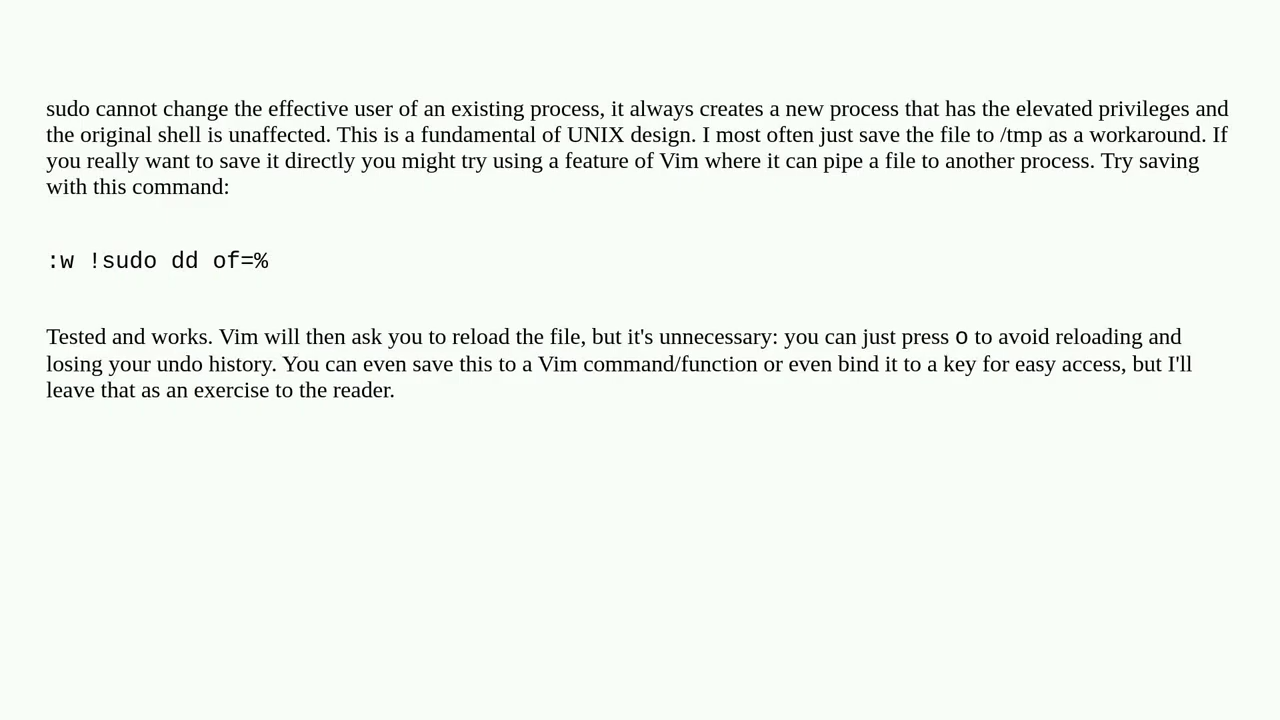 sudo cannot change the effective user of an existing process, it always creates a new process that has the elevated privileges and
the original shell is unaffected. This is a fundamental of UNIX design. I most often just save the file to /tmp as a workaround. If
you really want to save it directly you might try using a feature of Vim where it can pipe a file to another process. Try saving
with this command:
:w !sudo dd of=%
Tested and works. Vim will then ask you to reload the file, but it's unnecessary: you can just press o to avoid reloading and
losing your undo history. You can even save this to a Vim command/function or even bind it to a key for easy access, but I'll
leave that as an exercise to the reader.